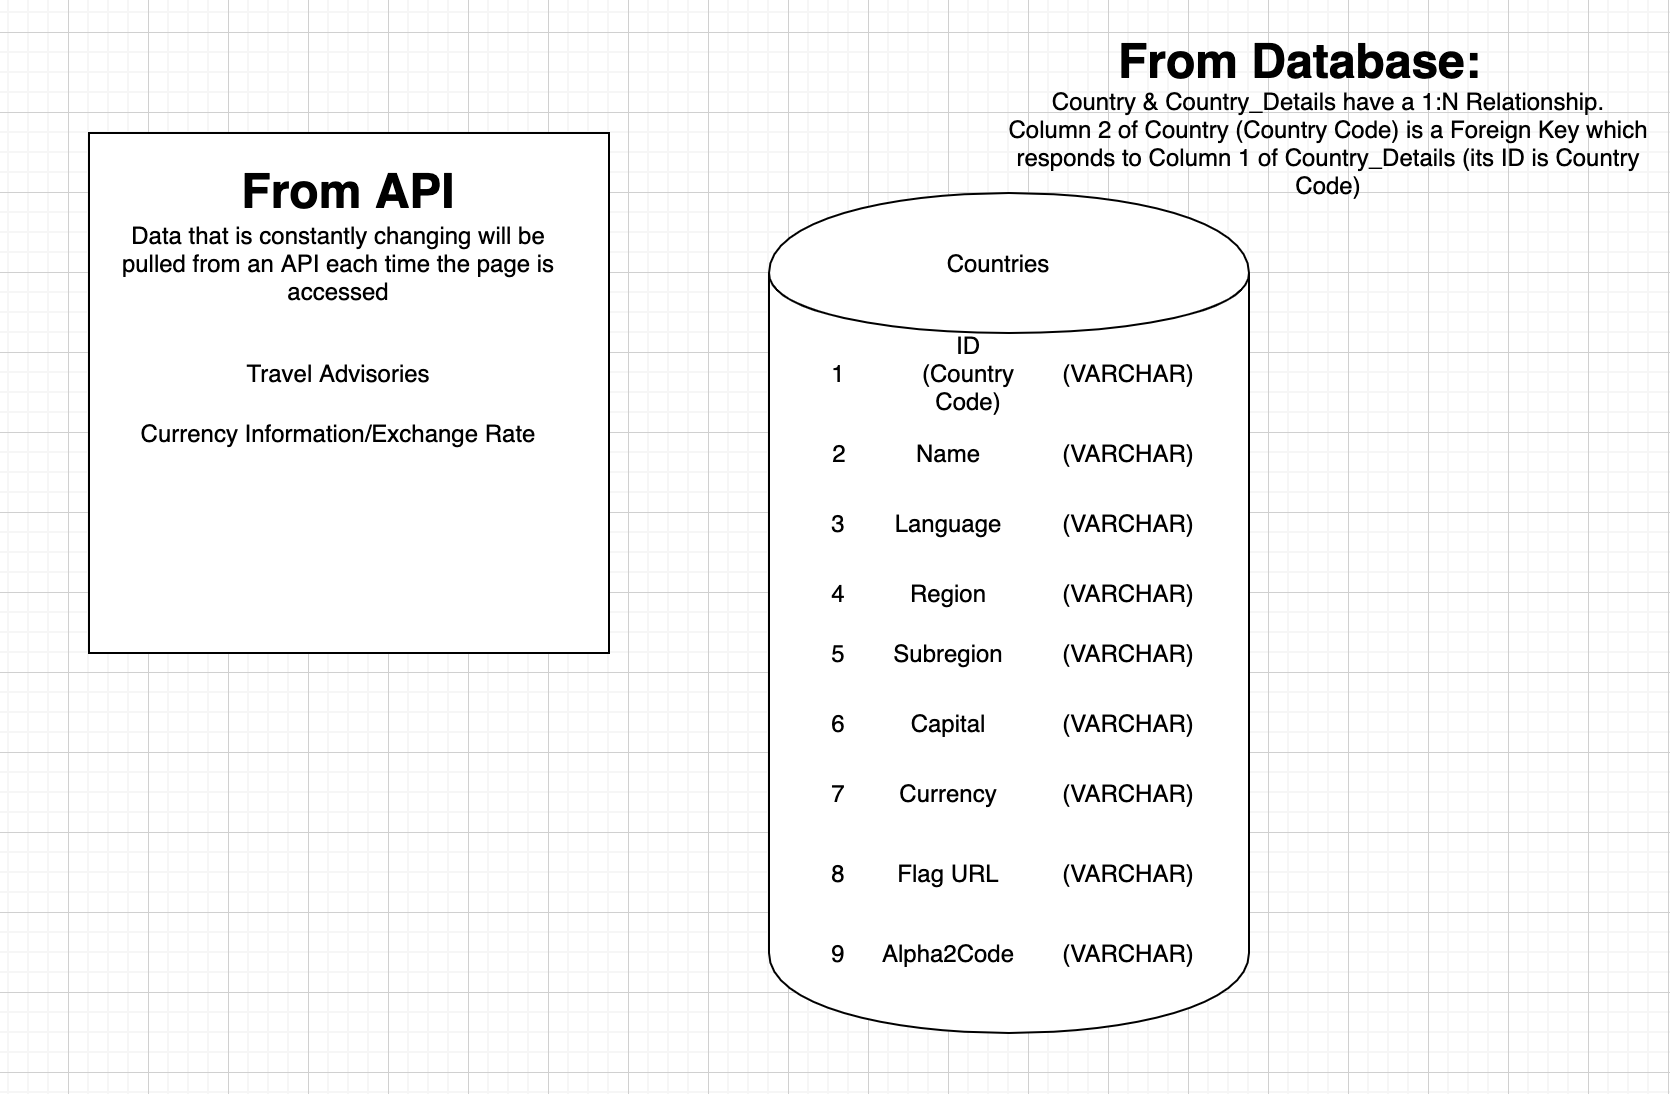 From API
Data that is constantly changing will be
pulled from an API each time the page is
accessed
Travel Advisories
Currency Information/Exchange Rate
From Database:
Country & Country_Details have a 1:N Relationship.
Column 2 of Country (Country Code) is a Foreign Key which
responds to Column 1 of Country_Details (its ID is Country
Code)
Countries
1 ID (Country Code) (VARCHAR)
2 Name (VARCHAR)
3 Language (VARCHAR)
4 Region (VARCHAR)
5 Subregion (VARCHAR)
6 Capital (VARCHAR)
7 Currency (VARCHAR)
8 Flag URL (VARCHAR)
9 Alpha2Code (VARCHAR)